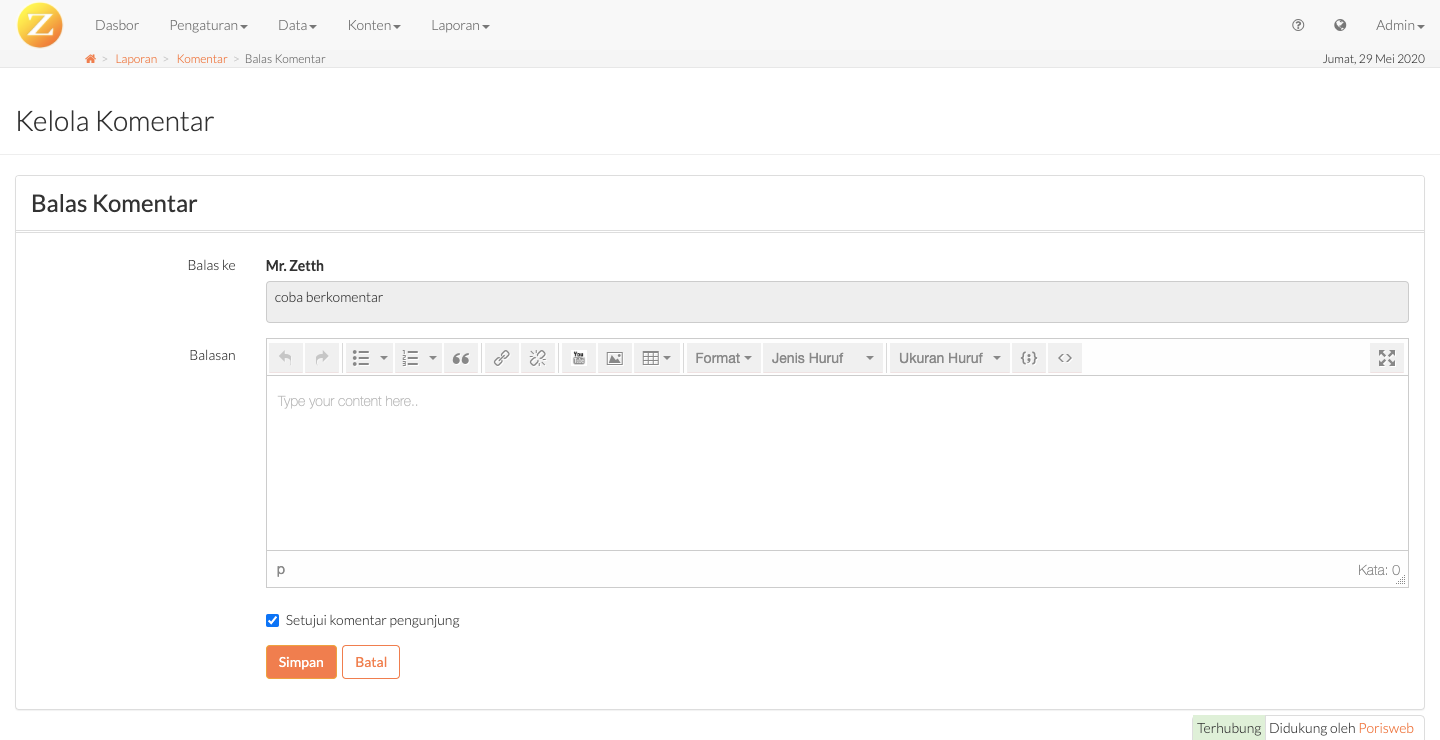 Z Dasbor Pengaturan Data Konten Laporan Admin
> Laporan > Komentar > Balas Komentar Jumat, 29 Mei 2020
Kelola Komentar
Balas Komentar
Balas ke Mr. Zetth
coba berkomentar
Balasan Format Jenis Huruf Ukuran Huruf
Type your content here..
p Kata: 0
Setujui komentar pengunjung
Simpan Batal
Terhubung Didukung oleh Porisweb